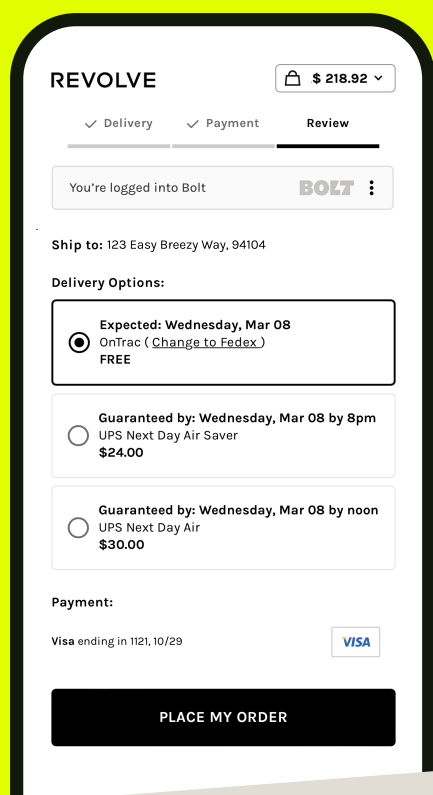 REVOLVE
$ 218.92
Delivery
Payment
Review
You're logged into Bolt
BOLT
Ship to: 123 Easy Breezy Way, 94104
Delivery Options:
Expected: Wednesday, Mar 08
OnTrac ( Change to Fedex )
FREE
Guaranteed by: Wednesday, Mar 08 by 8pm
UPS Next Day Air Saver
$24.00
Guaranteed by: Wednesday, Mar 08 by noon
UPS Next Day Air
$30.00
Payment:
Visa ending in 1121, 10/29
VISA
PLACE MY ORDER